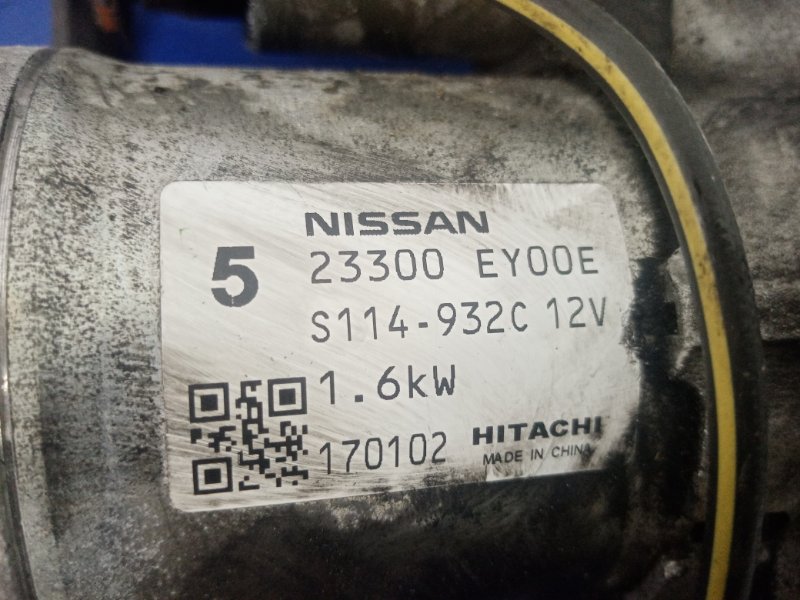 NISSAN
5 23300 EY00E
S114-932C 12V
1.6kW
170102 HITACHI
MADE IN CHINA